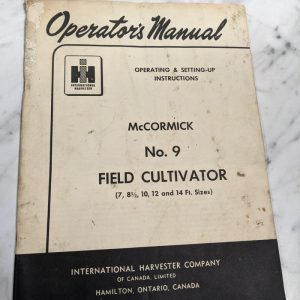 Operator's Manual
IH
INTERNATIONAL
HARVESTER
OPERATING & SETTING-UP
INSTRUCTIONS
McCORMICK
No. 9
FIELD CULTIVATOR
(7, 8½, 10, 12 and 14 Ft. Sizes)
INTERNATIONAL HARVESTER COMPANY
OF CANADA, LIMITED
HAMILTON, ONTARIO, CANADA